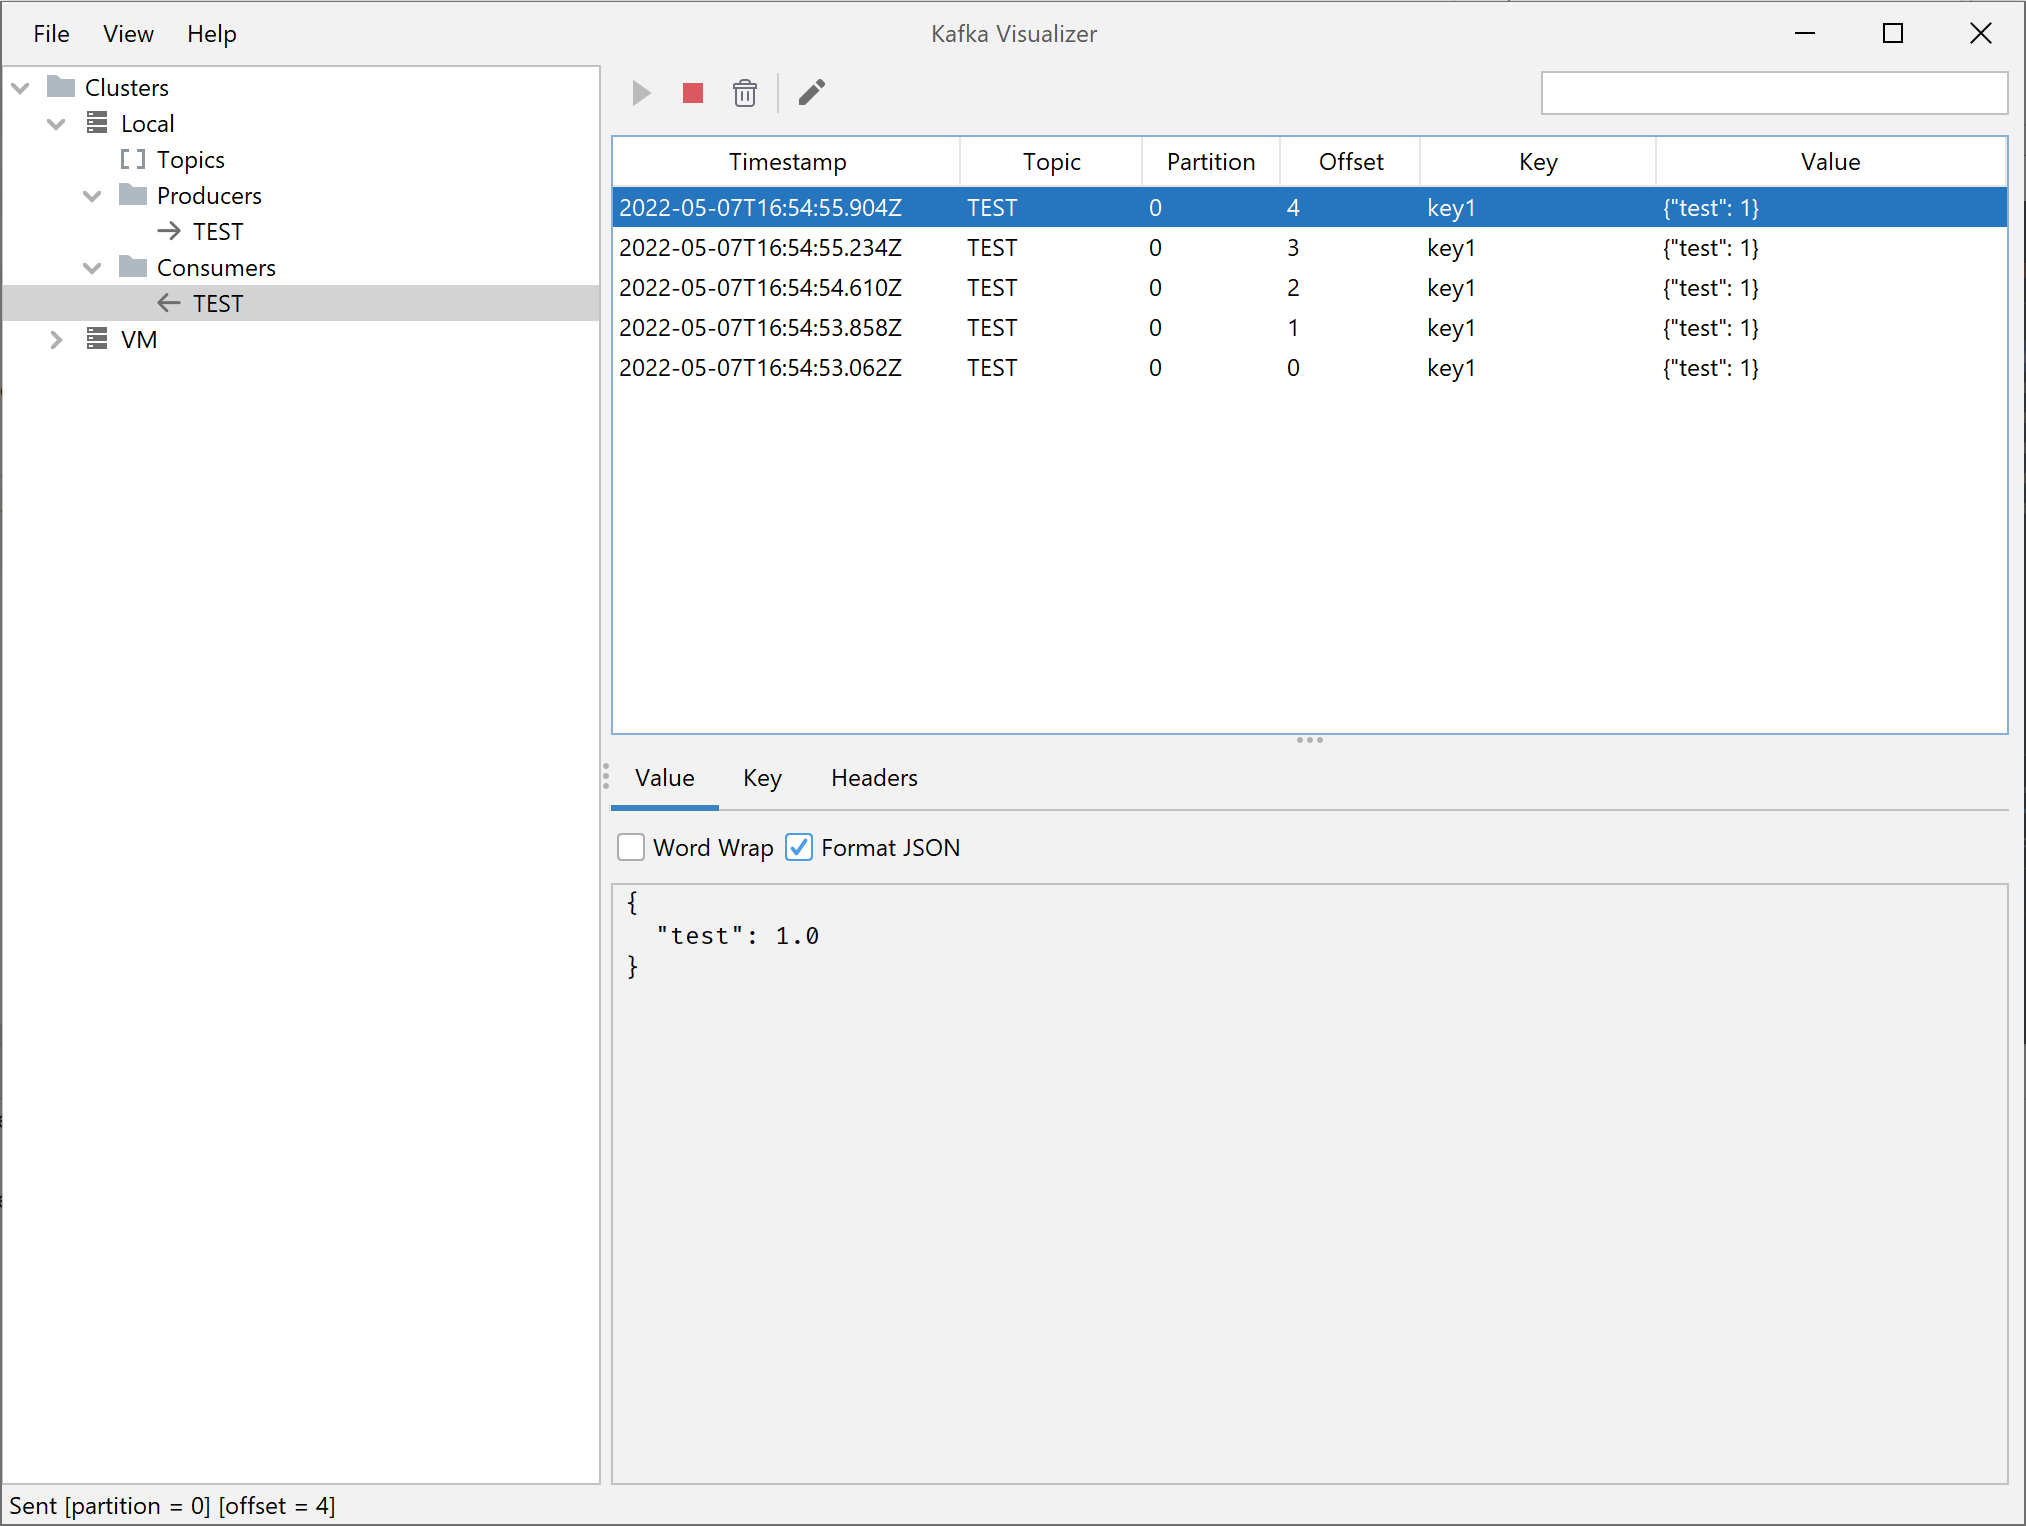 File View Help Kafka Visualizer
Clusters
Local
Topics
Producers
TEST
Consumers
TEST
VM
Timestamp Topic Partition Offset Key Value
2022-05-07T16:54:55.904Z TEST 0 4 key1 {"test": 1}
2022-05-07T16:54:55.234Z TEST 0 3 key1 {"test": 1}
2022-05-07T16:54:54.610Z TEST 0 2 key1 {"test": 1}
2022-05-07T16:54:53.858Z TEST 0 1 key1 {"test": 1}
2022-05-07T16:54:53.062Z TEST 0 0 key1 {"test": 1}
Value Key Headers
Word Wrap Format JSON
{
  "test": 1.0
}
Sent [partition = 0] [offset = 4]